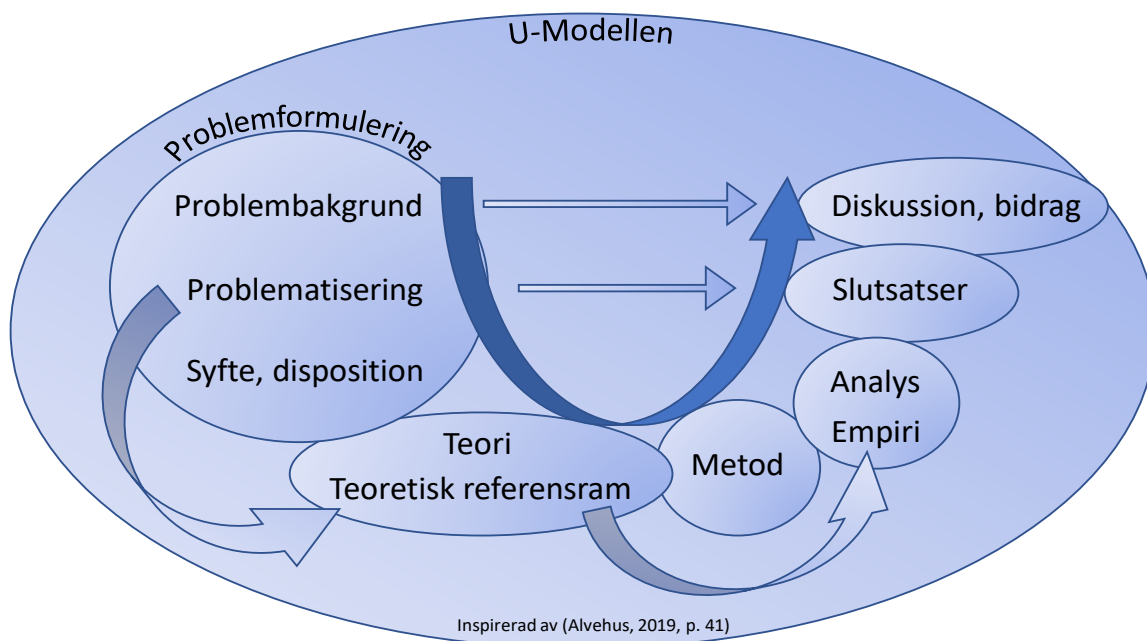 U-Modellen
Problemformulering
Problembakgrund
Problematisering
Syfte, disposition
Teori
Teoretisk referensram
Metod
Analys
Empiri
Slutsatser
Diskussion, bidrag
Inspirerad av (Alvehus, 2019, p. 41)